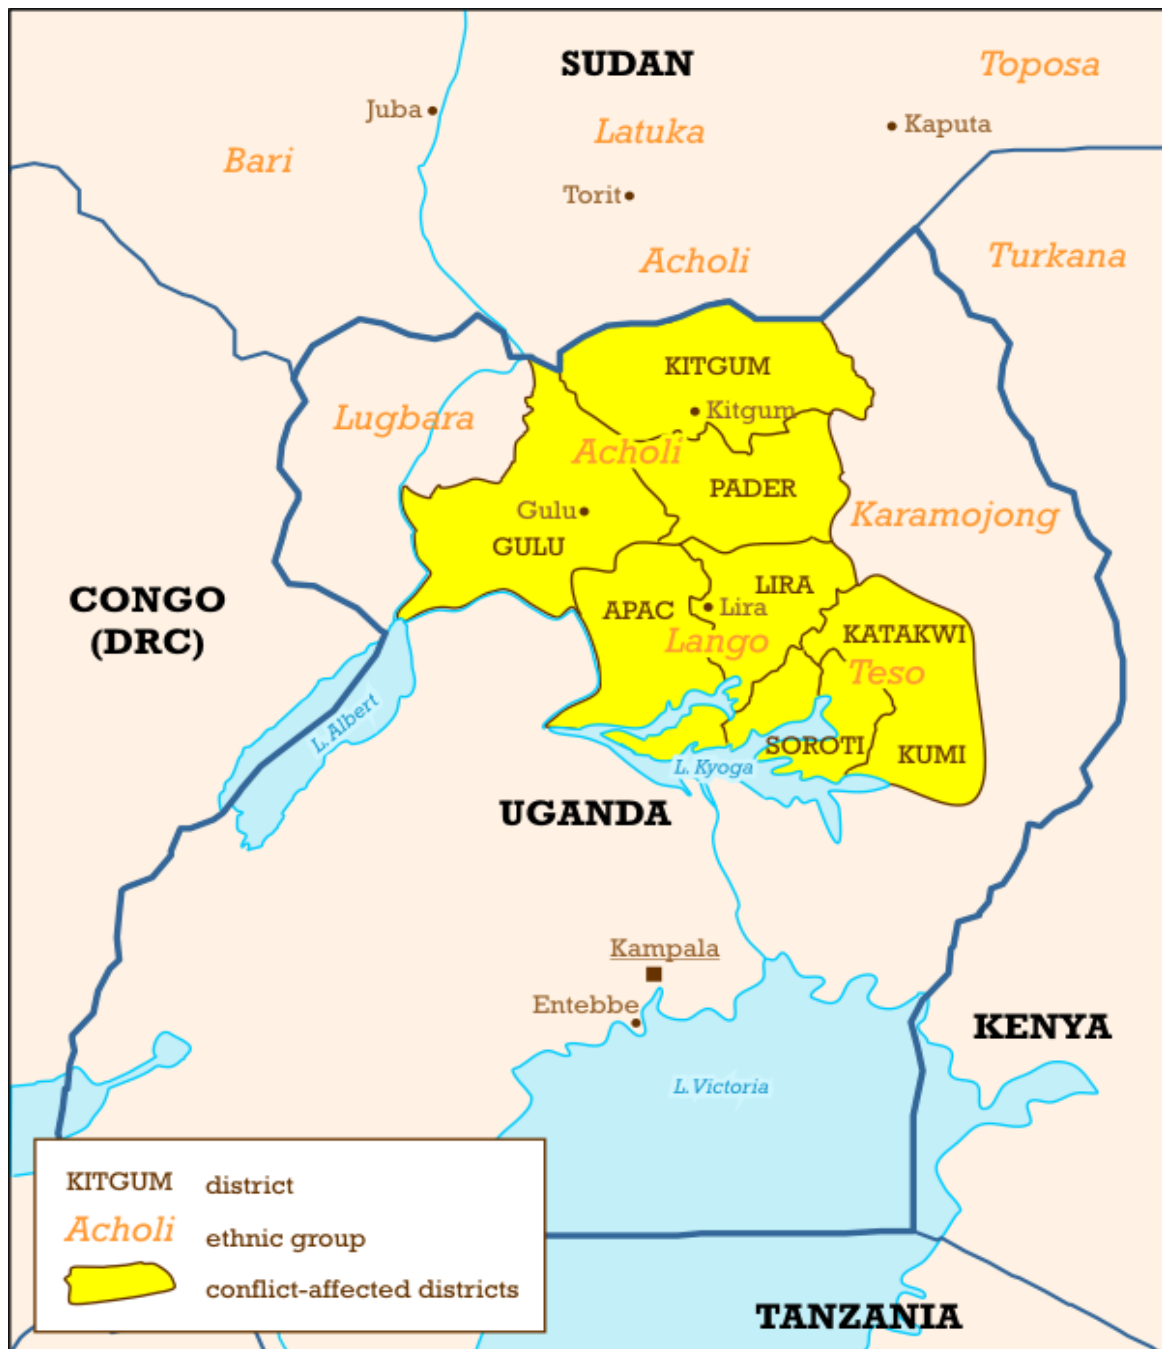 SUDAN
Toposa
Juba
Kaputa
Latuka
Bari
Torit
Acholi
Turkana
KITGUM
Kitgum
Lugbara
Acholi
PADER
Gulu
Karamojong
GULU
LIRA
CONGO
(DRC)
APAC
Lira
Lango
KATAKWI
Teso
L. Albert
SOROTI
KUMI
L. Kyoga
UGANDA
Kampala
Entebbe
KENYA
L. Victoria
KITGUM district
Acholi ethnic group
conflict-affected districts
TANZANIA